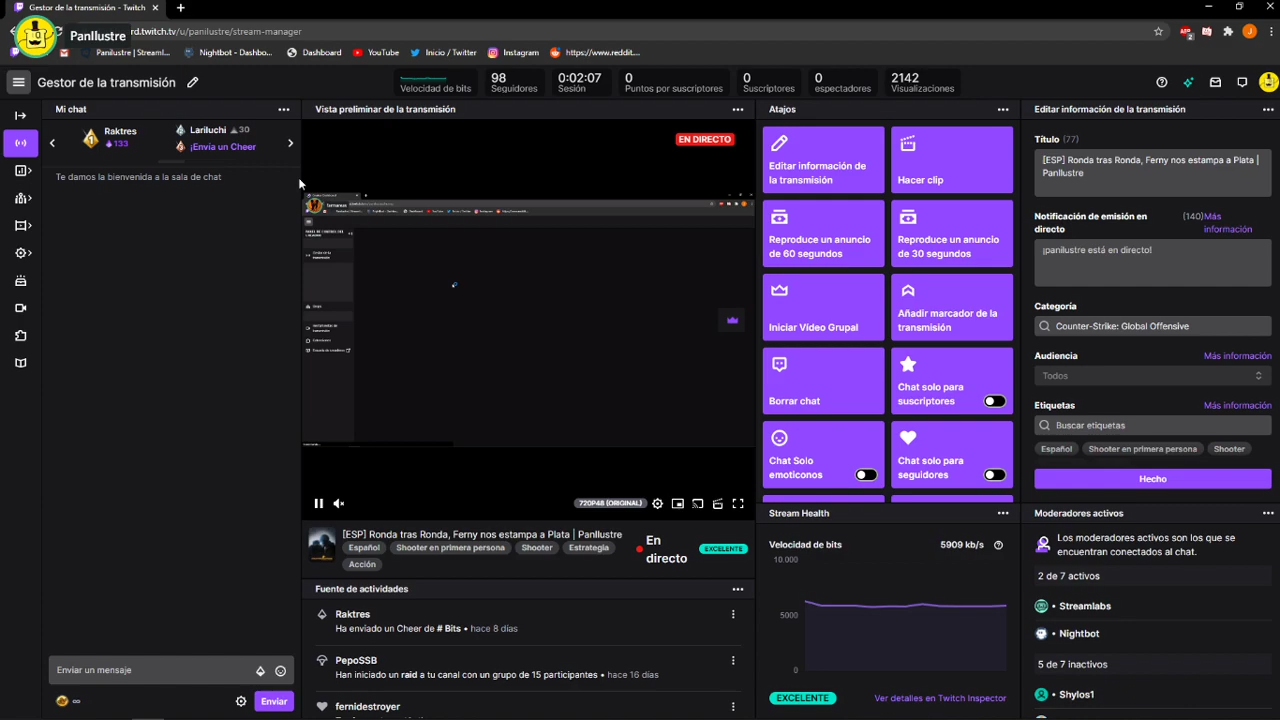 Gestor de la transmisión - Twitch
PanIlustre
rd.twitch.tv/u/panilustre/stream-manager
Panilustre | Streaml...
Nightbot - Dashbo...
Dashboard
YouTube
Inicio / Twitter
Instagram
https://www.reddit...
Gestor de la transmisión
Velocidad de bits
98
Seguidores
0:02:07
Sesión
0
Puntos por suscriptores
0
Suscriptores
0
espectadores
2142
Visualizaciones
Mi chat
Raktres
133
Lariluchi 30
¡Envía un Cheer
Te damos la bienvenida a la sala de chat
Enviar un mensaje
∞
Enviar
Vista preliminar de la transmisión
EN DIRECTO
720P48 (ORIGINAL)
[ESP] Ronda tras Ronda, Ferny nos estampa a Plata | PanIlustre
Español
Shooter en primera persona
Shooter
Estrategia
Acción
En
directo
EXCELENTE
Fuente de actividades
Raktres
Ha enviado un Cheer de # Bits • hace 8 días
PepoSSB
Han iniciado un raid a tu canal con un grupo de 15 participantes • hace 16 días
fernidestroyer
Atajos
Editar información de
la transmisión
Hacer clip
Reproduce un anuncio
de 60 segundos
Reproduce un anuncio
de 30 segundos
Iniciar Vídeo Grupal
Añadir marcador de la
transmisión
Borrar chat
Chat solo para
suscriptores
Chat Solo
emoticonos
Chat solo para
seguidores
Stream Health
Velocidad de bits
5909 kb/s
10.000
5000
0
EXCELENTE
Ver detalles en Twitch Inspector
Editar información de la transmisión
Título (77)
[ESP] Ronda tras Ronda, Ferny nos estampa a Plata |
PanIlustre
Notificación de emisión en
directo
(140)Más
información
¡panilustre está en directo!
Categoría
Counter-Strike: Global Offensive
Audiencia
Más información
Todos
Etiquetas
Más información
Buscar etiquetas
Español
Shooter en primera persona
Shooter
Hecho
Moderadores activos
Los moderadores activos son los que se
encuentran conectados al chat.
2 de 7 activos
• Streamlabs
• Nightbot
5 de 7 inactivos
• Shylos1